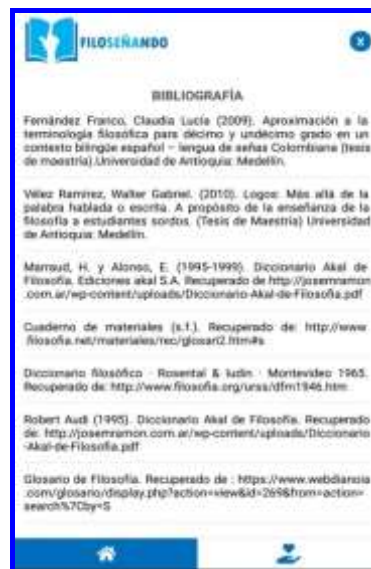 FILOSEÑANDO
x
BIBLIOGRAFÍA
Fernández Franco, Claudia Lucía (2009). Aproximación a la
terminología filosófica para décimo y undécimo grado en un
contexto bilingüe español – lengua de señas Colombiana (tesis
de maestría).Universidad de Antioquia: Medellín.
Vélez Ramírez, Walter Gabriel. (2010). Logos: Más allá de la
palabra hablada o escrita. A propósito de la enseñanza de la
filosofía a estudiantes sordos. (Tesis de Maestría) Universidad
de Antioquia: Medellín.
Marraud, H. y Alonso, E. (1995-1999). Diccionario Akal de
Filosofía. Ediciones akal S.A. Recuperado de http://josemramon
.com.ar/wp-content/uploads/Diccionario-Akal-de-Filosofia.pdf
Cuaderno de materiales (s.f.). Recuperado de: http://www
.filosofia.net/materiales/rec/glosari2.htm#s
Diccionario filosófico · Rosental & Iudin · Montevideo 1965.
Recuperado de: http://www.filosofia.org/urss/dfm1946.htm
Robert Audi (1995). Diccionario Akal de Filosofía. Recuperado
de: http://josemramon.com.ar/wp-content/uploads/Diccionario
-Akal-de-Filosofia.pdf
Glosario de Filosofía. Recuperado de : https://www.webdianoia
.com/glosario/display.php?action=view&id=269&from=action=
search%7Cby=S